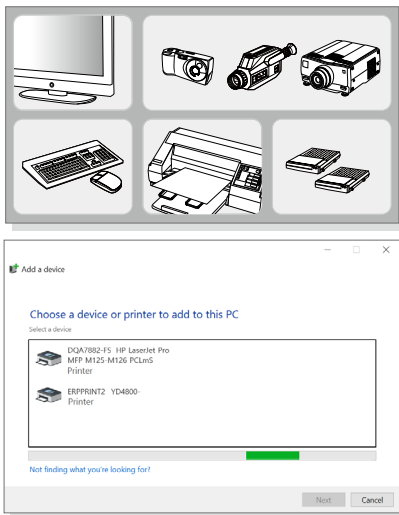 Add a device
Choose a device or printer to add to this PC
Select a device
DQA7882-F5 HP LaserJet Pro
MFP M125-M126 PCLmS
Printer
ERPPRINT2 YD4800-
Printer
Not finding what you're looking for?
Next Cancel